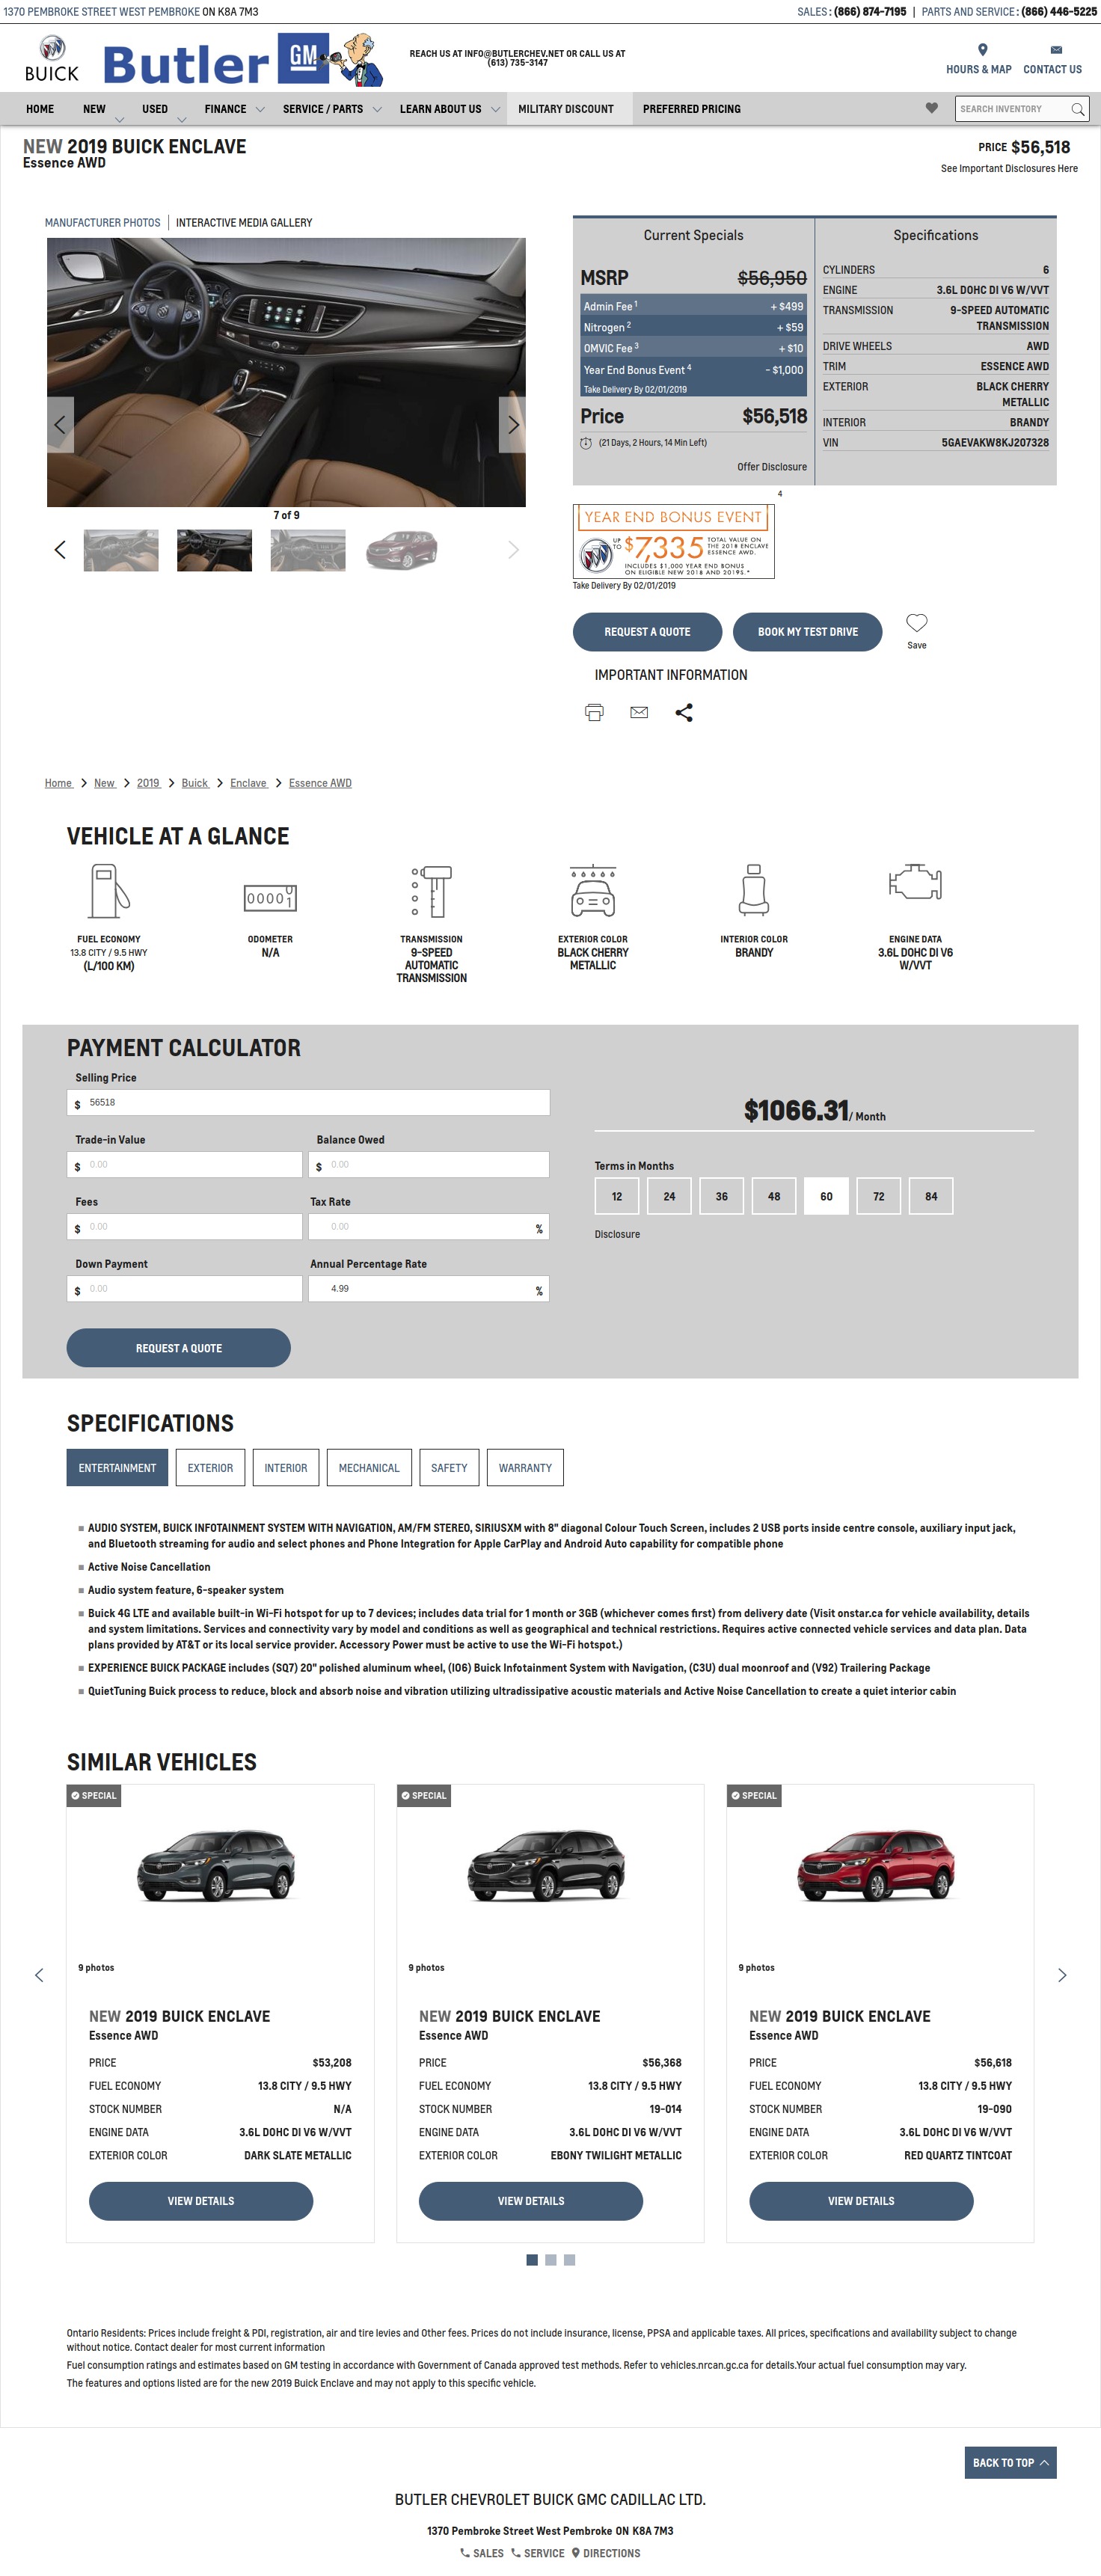 1370 PEMBROKE STREET WEST PEMBROKE ON K8A 7M3
SALES: (866) 874-7195 | PARTS AND SERVICE: (866) 446-5225
BUICK
Butler
GM
REACH US AT INFO@BUTLERCHEV.NET OR CALL US AT
(613) 735-3147
HOURS & MAP
CONTACT US
HOME
NEW
USED
FINANCE
SERVICE / PARTS
LEARN ABOUT US
MILITARY DISCOUNT
PREFERRED PRICING
SEARCH INVENTORY
NEW 2019 BUICK ENCLAVE
Essence AWD
PRICE $56,518
See Important Disclosures Here
MANUFACTURER PHOTOS | INTERACTIVE MEDIA GALLERY
7 of 9
Current Specials
MSRP $56,950
Admin Fee 1 + $499
Nitrogen 2 + $59
OMVIC Fee 3 + $10
Year End Bonus Event 4 - $1,000
Take Delivery By 02/01/2019
Price $56,518
(21 Days, 2 Hours, 14 Min Left)
Offer Disclosure
Specifications
CYLINDERS 6
ENGINE 3.6L DOHC DI V6 W/VVT
TRANSMISSION 9-SPEED AUTOMATIC
TRANSMISSION
DRIVE WHEELS AWD
TRIM ESSENCE AWD
EXTERIOR BLACK CHERRY
METALLIC
INTERIOR BRANDY
VIN 5GAEVAKW8KJ207328
4
YEAR END BONUS EVENT
UP TO $7,335 TOTAL VALUE ON
THE 2018 ENCLAVE
ESSENCE AWD.
INCLUDES $1,000 YEAR END BONUS
ON ELIGIBLE NEW 2018 AND 2019S.*
Take Delivery By 02/01/2019
REQUEST A QUOTE
BOOK MY TEST DRIVE
Save
IMPORTANT INFORMATION
Home > New > 2019 > Buick > Enclave > Essence AWD
VEHICLE AT A GLANCE
00001
0
FUEL ECONOMY
13.8 CITY / 9.5 HWY
(L/100 KM)
ODOMETER
N/A
TRANSMISSION
9-SPEED
AUTOMATIC
TRANSMISSION
EXTERIOR COLOR
BLACK CHERRY
METALLIC
INTERIOR COLOR
BRANDY
ENGINE DATA
3.6L DOHC DI V6
W/VVT
PAYMENT CALCULATOR
Selling Price
$ 56518
Trade-in Value
$ 0.00
Balance Owed
$ 0.00
Fees
$ 0.00
Tax Rate
0.00 %
Down Payment
$ 0.00
Annual Percentage Rate
4.99 %
REQUEST A QUOTE
$1066.31/ Month
Terms in Months
12 24 36 48 60 72 84
Disclosure
SPECIFICATIONS
ENTERTAINMENT
EXTERIOR
INTERIOR
MECHANICAL
SAFETY
WARRANTY
AUDIO SYSTEM, BUICK INFOTAINMENT SYSTEM WITH NAVIGATION, AM/FM STEREO, SIRIUSXM with 8" diagonal Colour Touch Screen, includes 2 USB ports inside centre console, auxiliary input jack,
and Bluetooth streaming for audio and select phones and Phone Integration for Apple CarPlay and Android Auto capability for compatible phone
Active Noise Cancellation
Audio system feature, 6-speaker system
Buick 4G LTE and available built-in Wi-Fi hotspot for up to 7 devices; includes data trial for 1 month or 3GB (whichever comes first) from delivery date (Visit onstar.ca for vehicle availability, details
and system limitations. Services and connectivity vary by model and conditions as well as geographical and technical restrictions. Requires active connected vehicle services and data plan. Data
plans provided by AT&T or its local service provider. Accessory Power must be active to use the Wi-Fi hotspot.)
EXPERIENCE BUICK PACKAGE includes (SQ7) 20" polished aluminum wheel, (IO6) Buick Infotainment System with Navigation, (C3U) dual moonroof and (V92) Trailering Package
QuietTuning Buick process to reduce, block and absorb noise and vibration utilizing ultradissipative acoustic materials and Active Noise Cancellation to create a quiet interior cabin
SIMILAR VEHICLES
SPECIAL
9 photos
NEW 2019 BUICK ENCLAVE
Essence AWD
PRICE $53,208
FUEL ECONOMY 13.8 CITY / 9.5 HWY
STOCK NUMBER N/A
ENGINE DATA 3.6L DOHC DI V6 W/VVT
EXTERIOR COLOR DARK SLATE METALLIC
VIEW DETAILS
SPECIAL
9 photos
NEW 2019 BUICK ENCLAVE
Essence AWD
PRICE $56,368
FUEL ECONOMY 13.8 CITY / 9.5 HWY
STOCK NUMBER 19-014
ENGINE DATA 3.6L DOHC DI V6 W/VVT
EXTERIOR COLOR EBONY TWILIGHT METALLIC
VIEW DETAILS
SPECIAL
9 photos
NEW 2019 BUICK ENCLAVE
Essence AWD
PRICE $56,618
FUEL ECONOMY 13.8 CITY / 9.5 HWY
STOCK NUMBER 19-090
ENGINE DATA 3.6L DOHC DI V6 W/VVT
EXTERIOR COLOR RED QUARTZ TINTCOAT
VIEW DETAILS
Ontario Residents: Prices include freight & PDI, registration, air and tire levies and Other fees. Prices do not include insurance, license, PPSA and applicable taxes. All prices, specifications and availability subject to change
without notice. Contact dealer for most current information
Fuel consumption ratings and estimates based on GM testing in accordance with Government of Canada approved test methods. Refer to vehicles.nrcan.gc.ca for details.Your actual fuel consumption may vary.
The features and options listed are for the new 2019 Buick Enclave and may not apply to this specific vehicle.
BACK TO TOP
BUTLER CHEVROLET BUICK GMC CADILLAC LTD.
1370 Pembroke Street West Pembroke ON K8A 7M3
SALES SERVICE DIRECTIONS